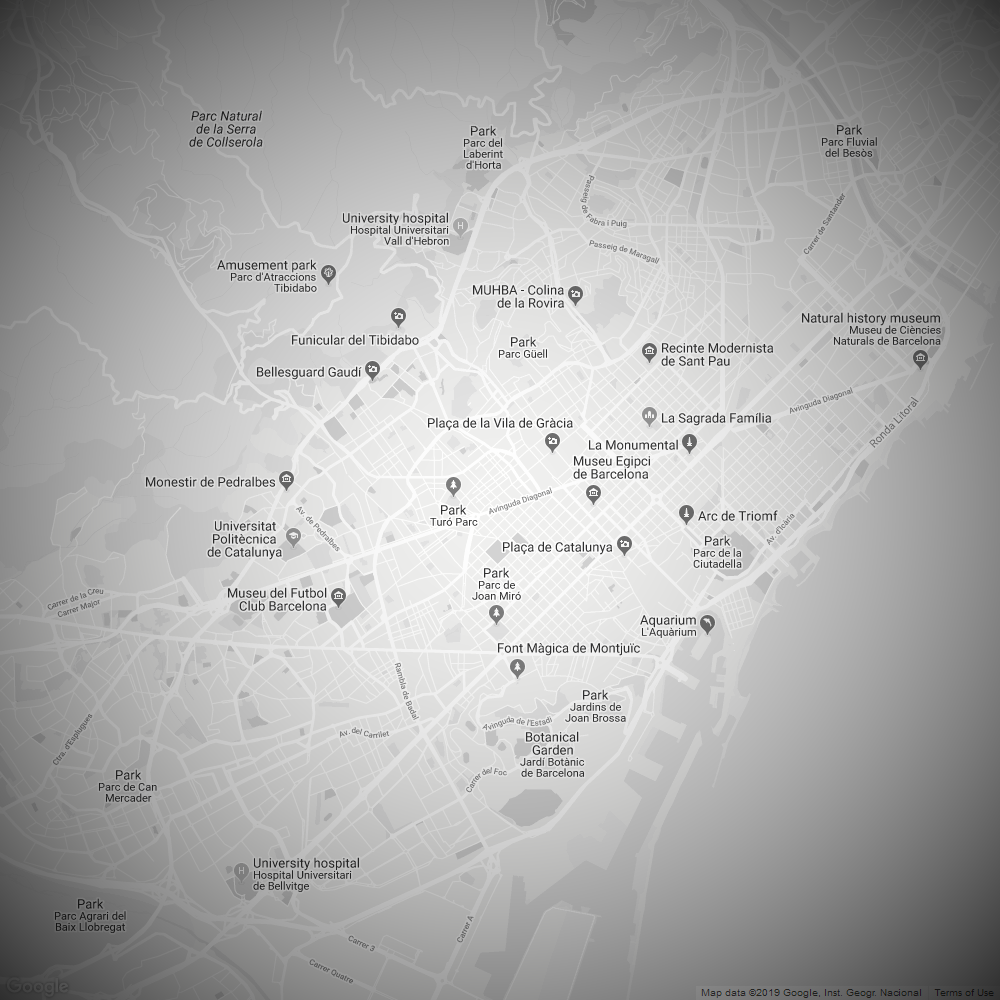 Parc Natural
de la Serra
de Collserola
Park
Parc del
Laberint
d'Horta
Park
Parc Fluvial
del Besòs
Passeig de Fabra i Puig
Carrer de Santander
University hospital
Hospital Universitari
Vall d'Hebron
Passeig de Maragall
Amusement park
Parc d'Atraccions
Tibidabo
MUHBA - Colina
de la Rovira
Natural history museum
Museu de Ciències
Naturals de Barcelona
Funicular del Tibidabo
Park
Parc Güell
Recinte Modernista
de Sant Pau
Bellesguard Gaudí
Avinguda Diagonal
Ronda Litoral
La Sagrada Família
Plaça de la Vila de Gràcia
La Monumental
Museu Egipci
de Barcelona
Monestir de Pedralbes
Avinguda Diagonal
Park
Turó Parc
Arc de Triomf
Av. de Pedralbes
Universitat
Politècnica
de Catalunya
Av. d'Icària
Plaça de Catalunya
Park
Parc de la
Ciutadella
Park
Parc de
Joan Miró
Carrer de la Creu
Carrer Major
Museu del Futbol
Club Barcelona
Aquarium
L'Aquàrium
Font Màgica de Montjuïc
Rambla de Badal
Park
Jardins de
Joan Brossa
Avinguda de l'Estadi
Ctra. d'Esplugues
Av. del Carrilet
Botanical
Garden
Jardí Botànic
de Barcelona
Carrer del Foc
Park
Parc de Can
Mercader
University hospital
Hospital Universitari
de Bellvitge
Park
Parc Agrari del
Baix Llobregat
Carrer A
Carrer 3
Carrer Quatre
Google
Map data ©2019 Google, Inst. Geogr. Nacional
Terms of Use